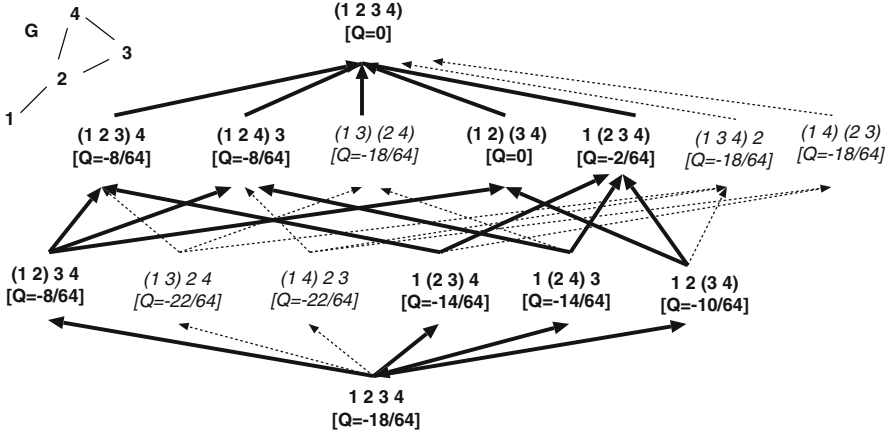 G
4
3
2
1
(1 2 3 4)
[Q=0]
(1 2 3) 4
[Q=-8/64]
(1 2 4) 3
[Q=-8/64]
(1 3) (2 4)
[Q=-18/64]
(1 2) (3 4)
[Q=0]
1 (2 3 4)
[Q=-2/64]
(1 3 4) 2
[Q=-18/64]
(1 4) (2 3)
[Q=-18/64]
(1 2) 3 4
[Q=-8/64]
(1 3) 2 4
[Q=-22/64]
(1 4) 2 3
[Q=-22/64]
1 (2 3) 4
[Q=-14/64]
1 (2 4) 3
[Q=-14/64]
1 2 (3 4)
[Q=-10/64]
1 2 3 4
[Q=-18/64]